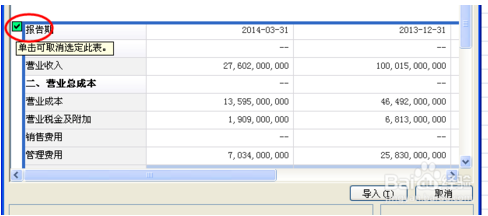 报告期 2014-03-31 2013-12-31
单击可取消选定此表。
-- --
营业收入 27,602,000,000 100,015,000,000
二、营业总成本 -- --
营业成本 13,595,000,000 46,492,000,000
营业税金及附加 1,909,000,000 6,813,000,000
销售费用 -- --
管理费用 7,034,000,000 25,830,000,000
导入(I) 取消
Baidu 经验